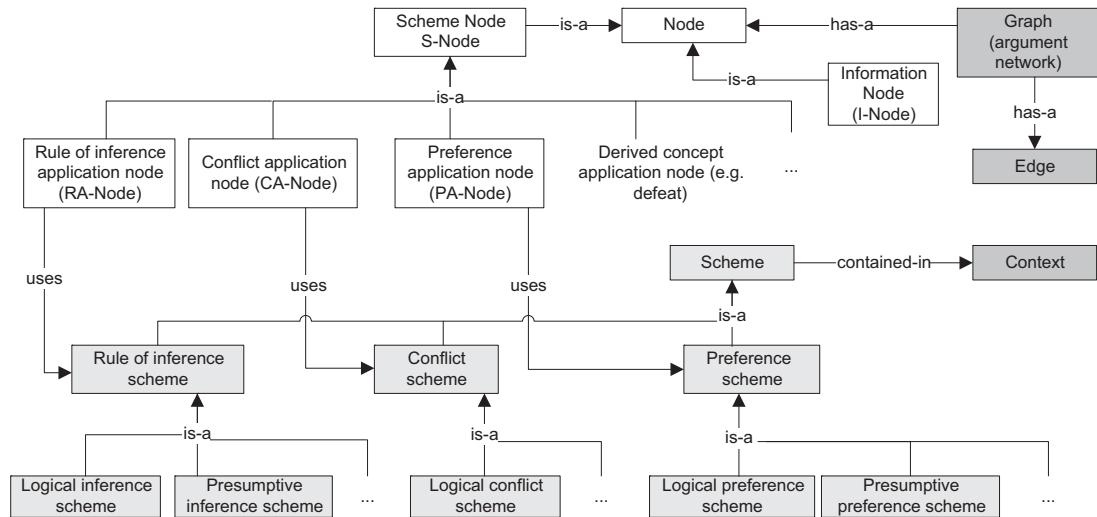 Scheme Node
S-Node
is-a
Node
has-a
Graph
(argument
network)
is-a
Information
Node
(I-Node)
is-a
has-a
Rule of inference
application node
(RA-Node)
Conflict application
node (CA-Node)
Preference
application node
(PA-Node)
Derived concept
application node (e.g.
defeat)
...
Edge
uses
uses
uses
Scheme
contained-in
Context
is-a
Rule of inference
scheme
Conflict
scheme
Preference
scheme
is-a
is-a
is-a
Logical inference
scheme
Presumptive
inference scheme
...
Logical conflict
scheme
...
Logical preference
scheme
Presumptive
preference scheme
...